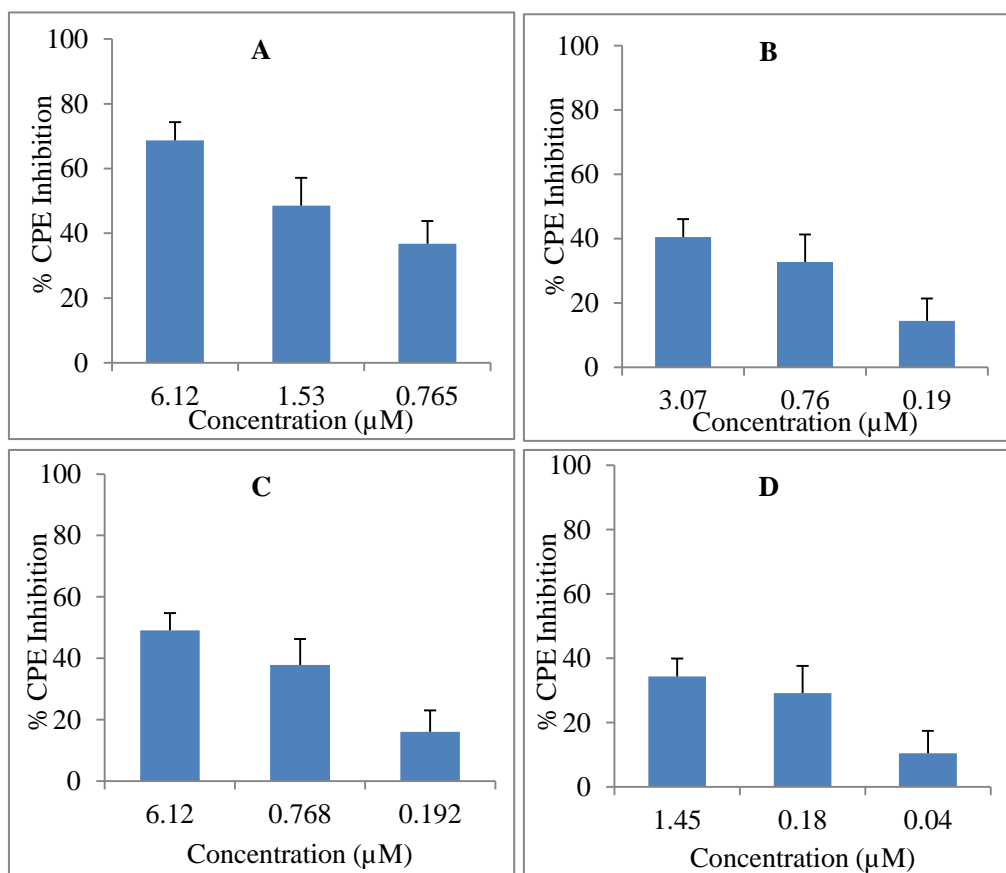 A
% CPE Inhibition
100
80
60
40
20
0
6.12 1.53 0.765
Concentration (µM)
B
% CPE Inhibition
100
80
60
40
20
0
3.07 0.76 0.19
Concentration (µM)
C
% CPE Inhibition
100
80
60
40
20
0
6.12 0.768 0.192
Concentration (µM)
D
% CPE Inhibition
100
80
60
40
20
0
1.45 0.18 0.04
Concentration (µM)